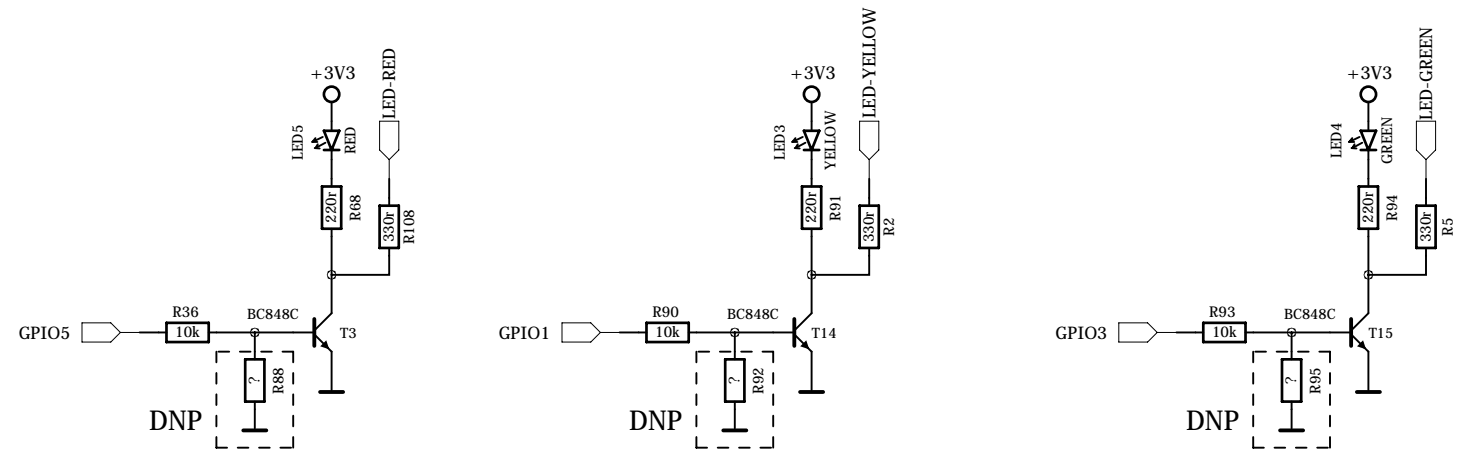 +3V3
LED-RED
LED5
RED
220r
R68
330r
R108
GPIO5
R36
10k
BC848C
T3
?
R88
DNP
+3V3
LED-YELLOW
LED3
YELLOW
220r
R91
330r
R2
GPIO1
R90
10k
BC848C
T14
?
R92
DNP
+3V3
LED-GREEN
LED4
GREEN
220r
R94
330r
R5
GPIO3
R93
10k
BC848C
T15
?
R95
DNP